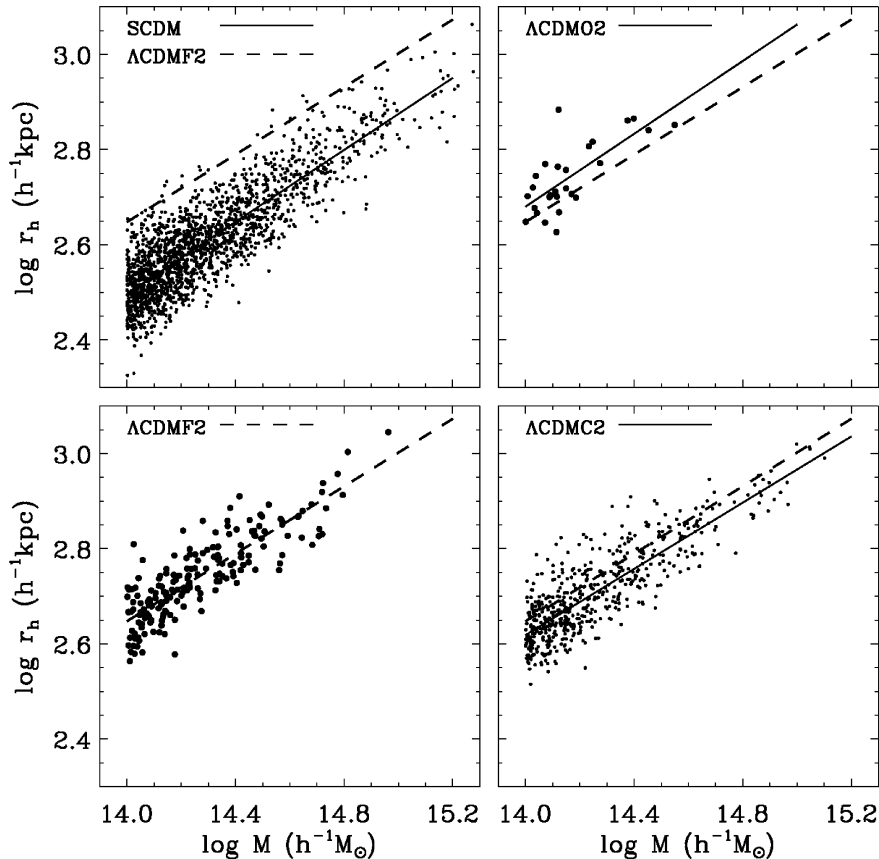 SCDM
ΛCDMF2
ΛCDMO2
3.0
2.8
2.6
2.4
log r_h (h⁻¹kpc)
ΛCDMF2
ΛCDMC2
3.0
2.8
2.6
2.4
log r_h (h⁻¹kpc)
14.0 14.4 14.8 15.2
14.0 14.4 14.8 15.2
log M (h⁻¹M⊙)
log M (h⁻¹M⊙)